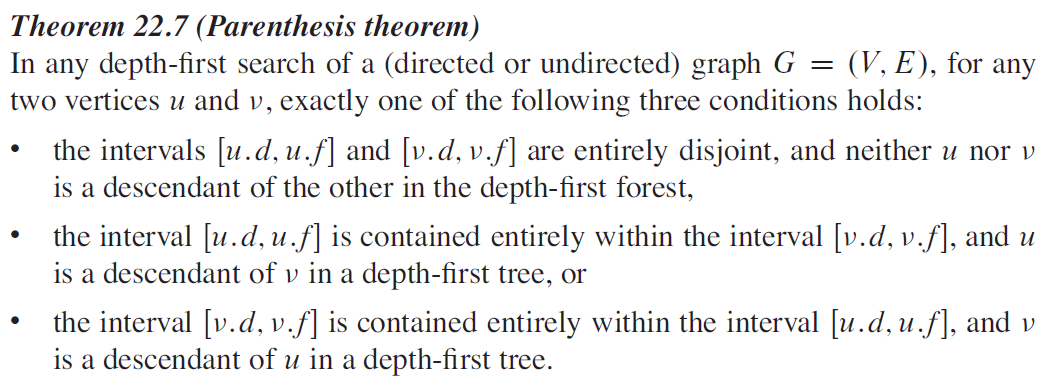 Theorem 22.7 (Parenthesis theorem)
In any depth-first search of a (directed or undirected) graph G = (V, E), for any
two vertices u and v, exactly one of the following three conditions holds:
• the intervals [u.d, u.f] and [v.d, v.f] are entirely disjoint, and neither u nor v
is a descendant of the other in the depth-first forest,
• the interval [u.d, u.f] is contained entirely within the interval [v.d, v.f], and u
is a descendant of v in a depth-first tree, or
• the interval [v.d, v.f] is contained entirely within the interval [u.d, u.f], and v
is a descendant of u in a depth-first tree.